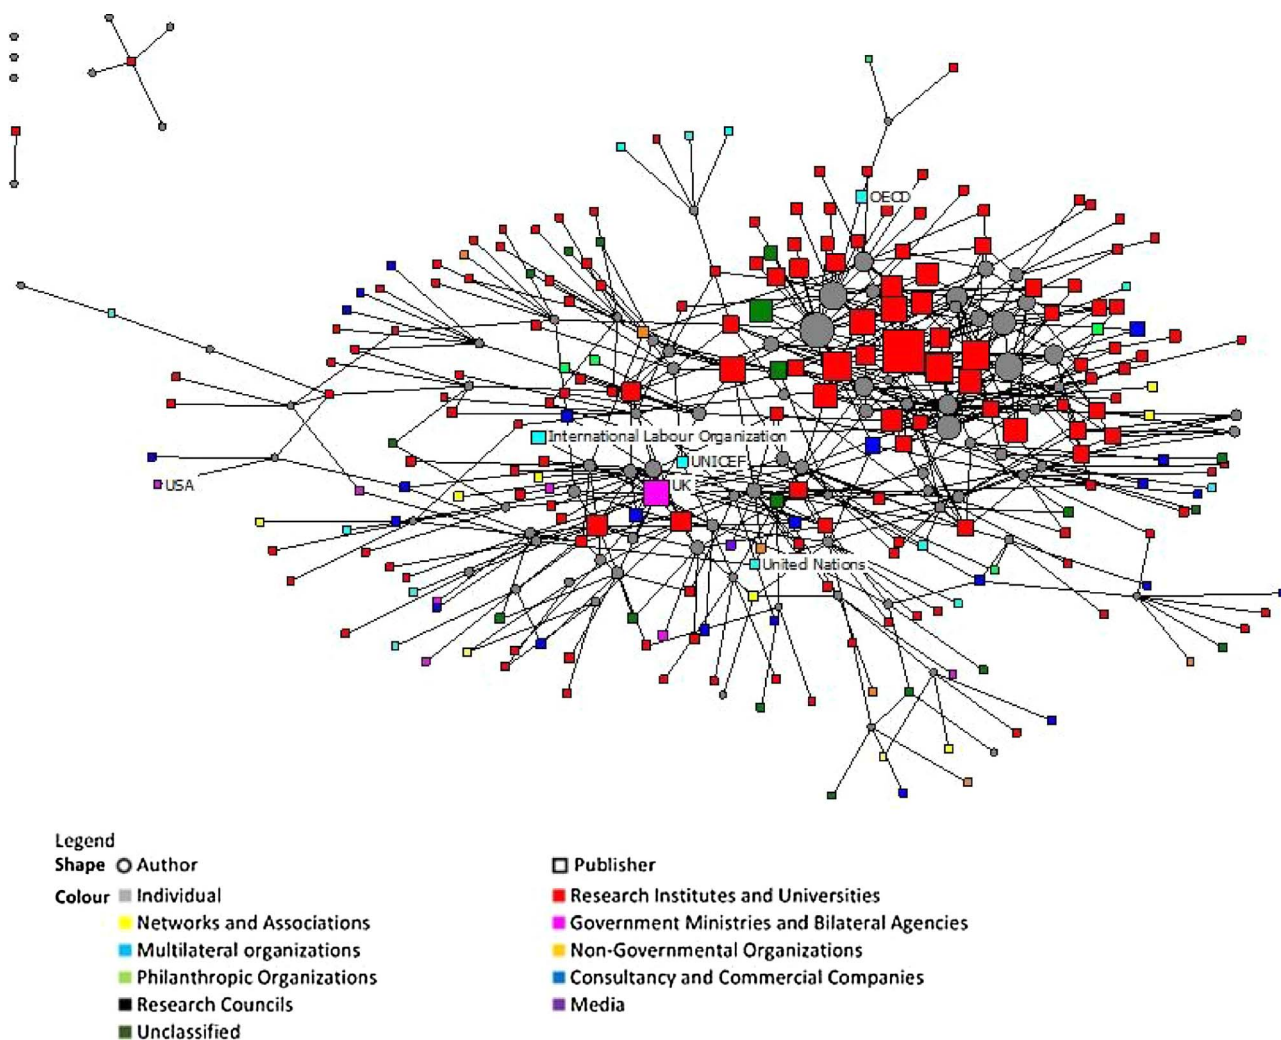 OECD
International Labour Organization
UNICEF
USA
UK
United Nations
Legend
Shape Author Publisher
Colour Individual Research Institutes and Universities
Networks and Associations Government Ministries and Bilateral Agencies
Multilateral organizations Non-Governmental Organizations
Philanthropic Organizations Consultancy and Commercial Companies
Research Councils Media
Unclassified